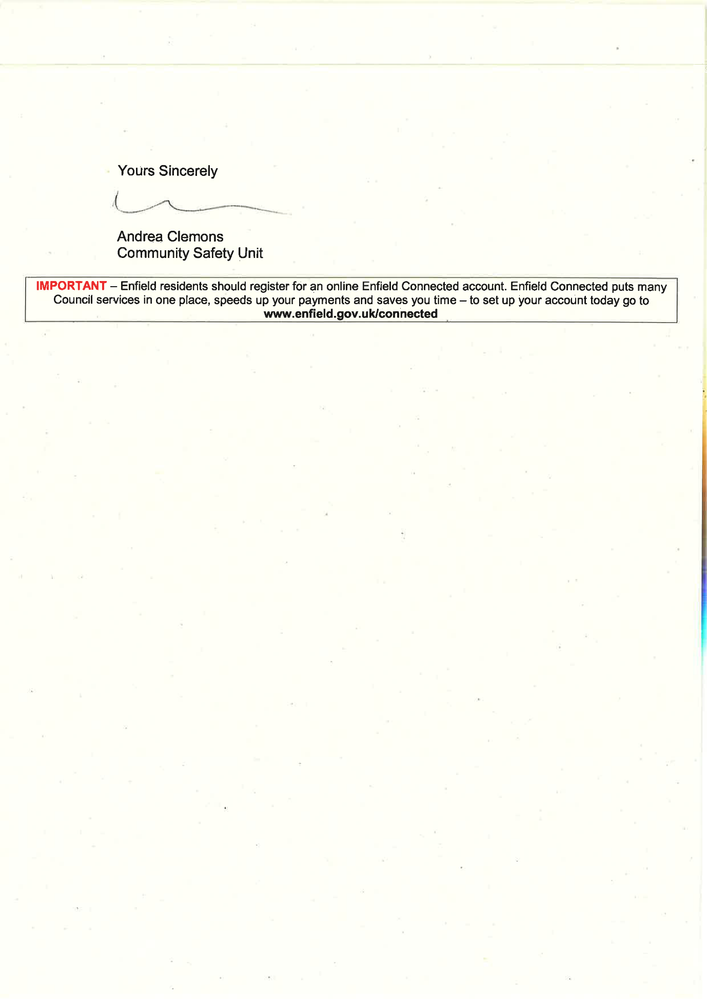 Yours Sincerely
Andrea Clemons
Community Safety Unit
IMPORTANT – Enfield residents should register for an online Enfield Connected account. Enfield Connected puts many
Council services in one place, speeds up your payments and saves you time – to set up your account today go to
www.enfield.gov.uk/connected